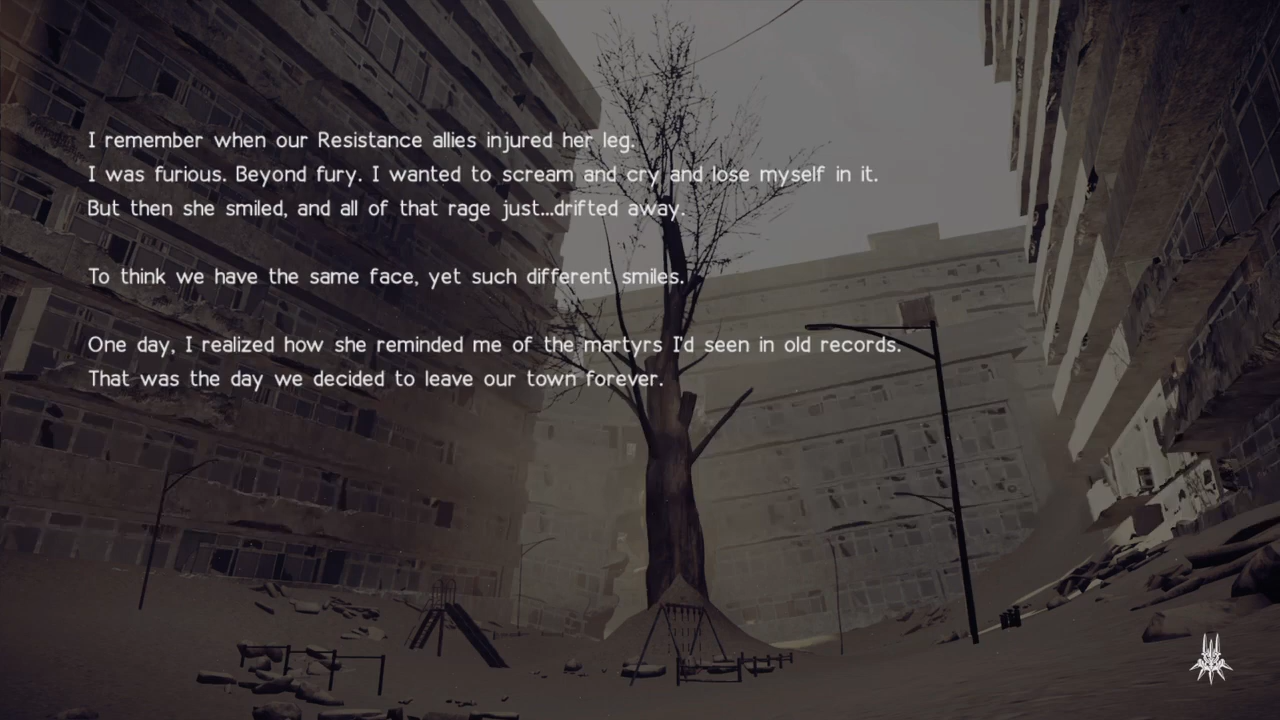 I remember when our Resistance allies injured her leg.
I was furious. Beyond fury. I wanted to scream and cry and lose myself in it.
But then she smiled, and all of that rage just...drifted away.
To think we have the same face, yet such different smiles.
One day, I realized how she reminded me of the martyrs I'd seen in old records.
That was the day we decided to leave our town forever.